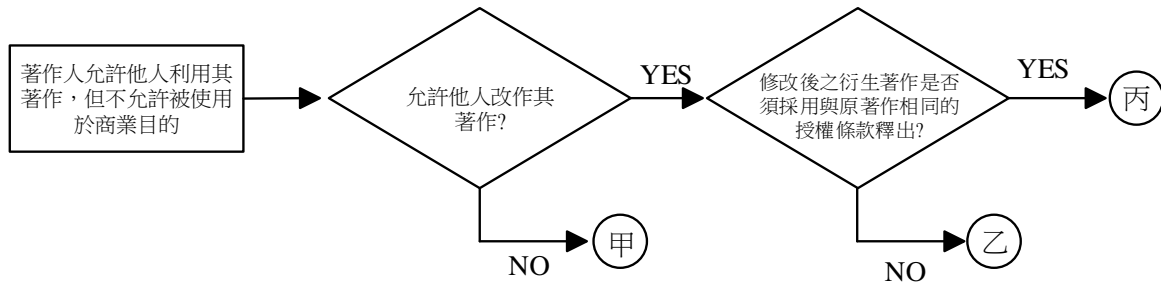 著作人允許他人利用其
著作，但不允許被使用
於商業目的
允許他人改作其
著作?
YES
修改後之衍生著作是否
須採用與原著作相同的
授權條款釋出?
YES
丙
NO
甲
NO
乙